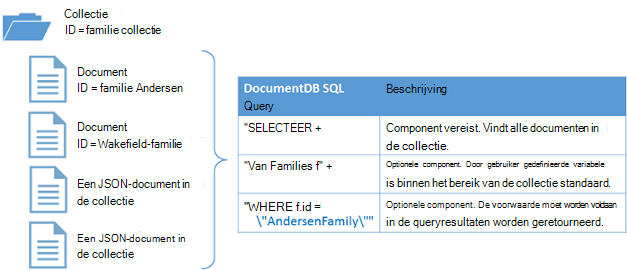 Collectie
ID = familie collectie
Document
ID = familie Andersen
Document
ID = Wakefield-familie
Een JSON-document in
de collectie
Een JSON-document in
de collectie
DocumentDB SQL
Query
Beschrijving
"SELECTEER +
Component vereist. Vindt alle documenten in
de collectie.
"Van Families f" +
Optionele component. Door gebruiker gedefinieerde variabele
is binnen het bereik van de collectie standaard.
"WHERE f.id =
\"AndersenFamily\""
Optionele component. De voorwaarde moet worden voldaan
in de queryresultaten worden geretourneerd.